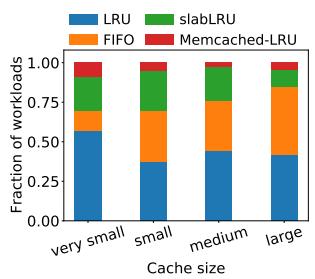 LRU
slabLRU
FIFO
Memcached-LRU
1.00
0.75
0.50
0.25
0.00
Fraction of workloads
very small
small
medium
large
Cache size